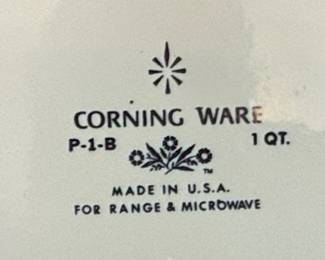 CORNING WARE
P-1-B 1 QT.
TM
MADE IN U.S.A.
FOR RANGE & MICROWAVE